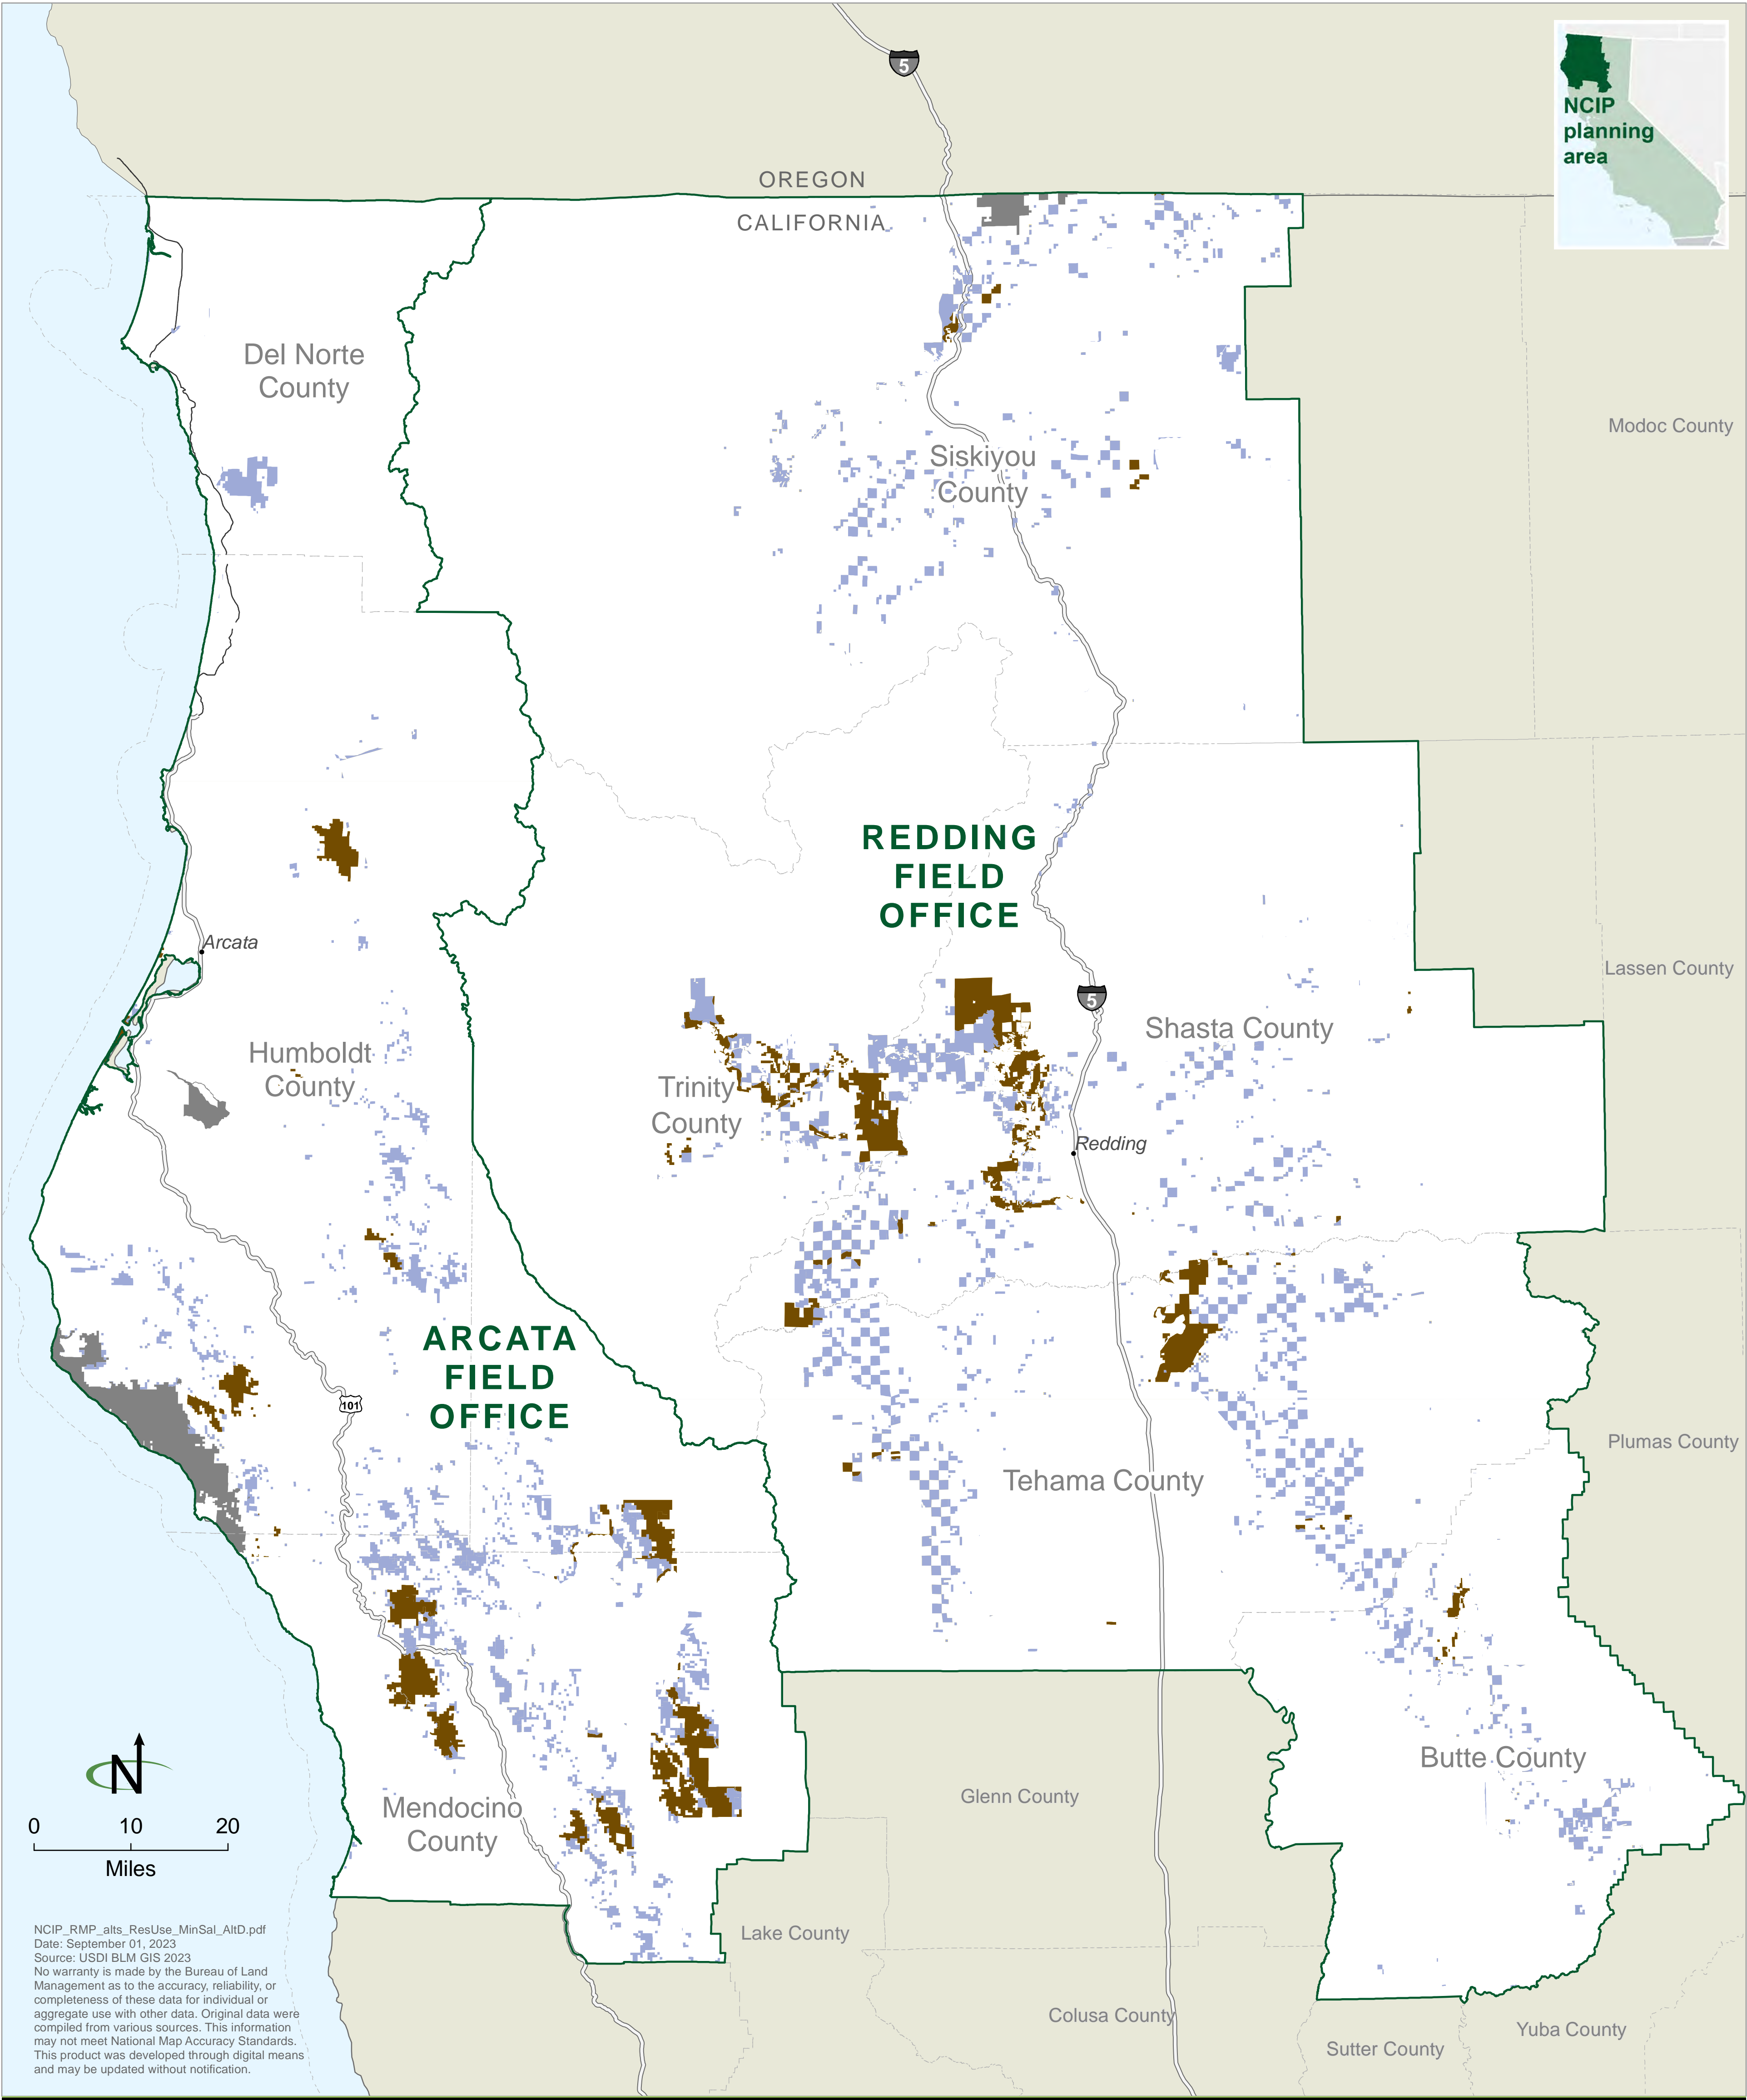 5
NCIP
planning
area
OREGON
CALIFORNIA
Del Norte
County
Modoc County
Siskiyou
County
REDDING
FIELD
OFFICE
Arcata
Lassen County
5
Shasta County
Humboldt
County
Trinity
County
Redding
ARCATA
FIELD
OFFICE
101
Plumas County
Tehama County
Butte County
N
Glenn County
Mendocino
County
0 10 20
Miles
Lake County
NCIP_RMP_alts_ResUse_MinSal_AltD.pdf
Date: September 01, 2023
Source: USDI BLM GIS 2023
No warranty is made by the Bureau of Land
Management as to the accuracy, reliability, or
completeness of these data for individual or
aggregate use with other data. Original data were
compiled from various sources. This information
may not meet National Map Accuracy Standards.
This product was developed through digital means
and may be updated without notification.
Colusa County
Yuba County
Sutter County